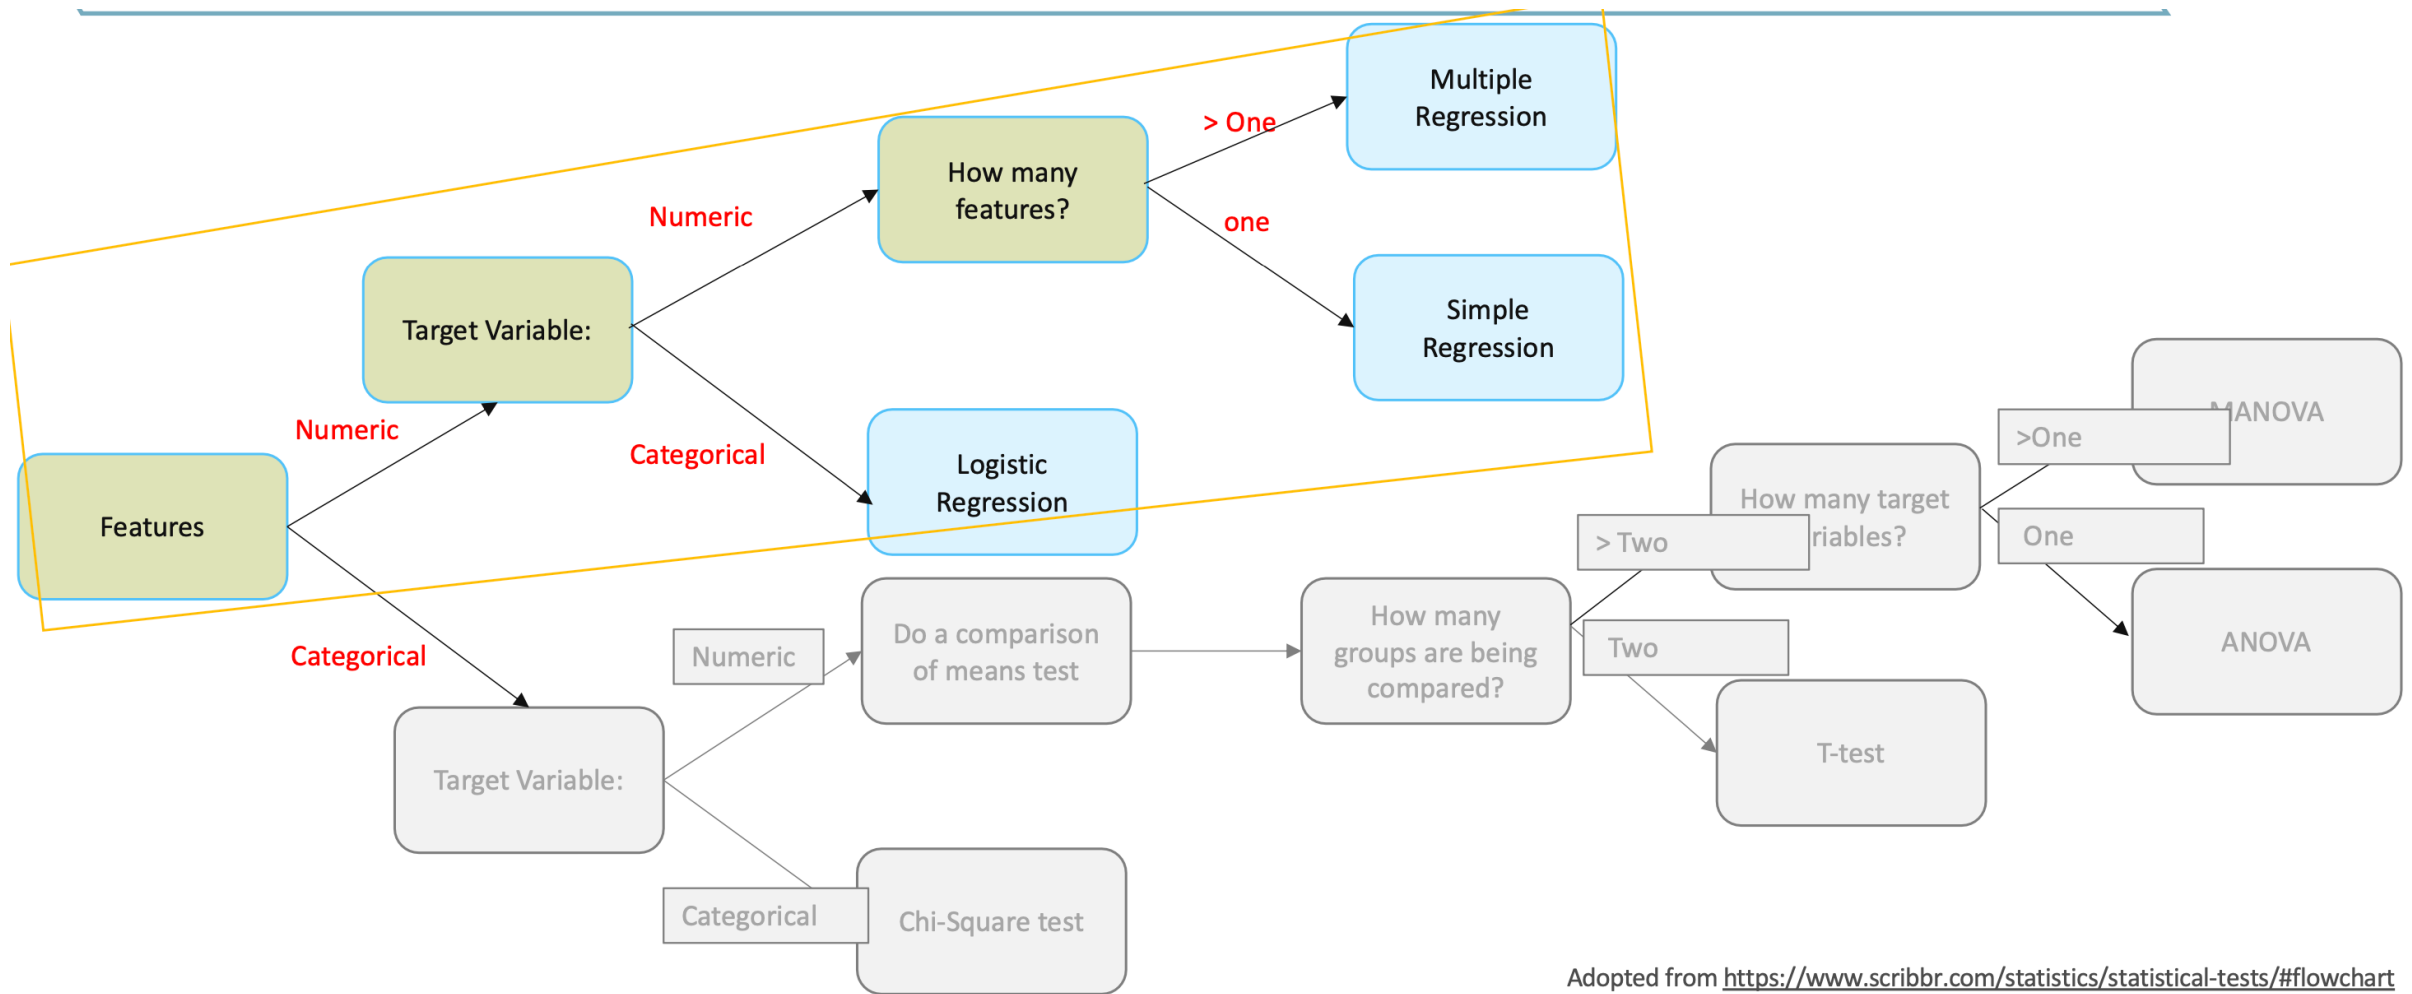 Multiple
Regression
> One
How many
features?
Numeric
one
Target Variable:
Simple
Regression
Numeric
Categorical
Logistic
Regression
Features
MANOVA
>One
How many target
riables?
> Two
One
Categorical
Numeric
Do a comparison
of means test
How many
groups are being
compared?
Two
ANOVA
Target Variable:
T-test
Categorical
Chi-Square test
Adopted from https://www.scribbr.com/statistics/statistical-tests/#flowchart